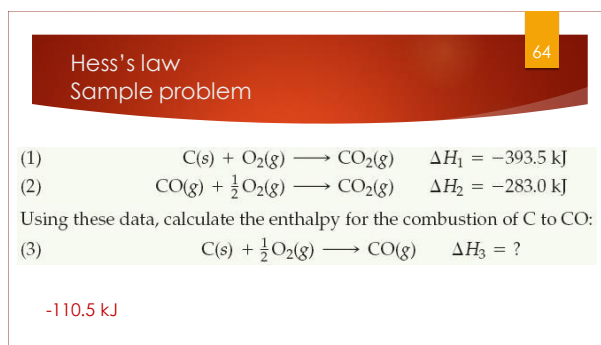 64
Hess's law
Sample problem
(1) C(s) + O₂(g) ⟶ CO₂(g) ΔH₁ = −393.5 kJ
(2) CO(g) + ½O₂(g) ⟶ CO₂(g) ΔH₂ = −283.0 kJ
Using these data, calculate the enthalpy for the combustion of C to CO:
(3) C(s) + ½O₂(g) ⟶ CO(g) ΔH₃ = ?
-110.5 kJ